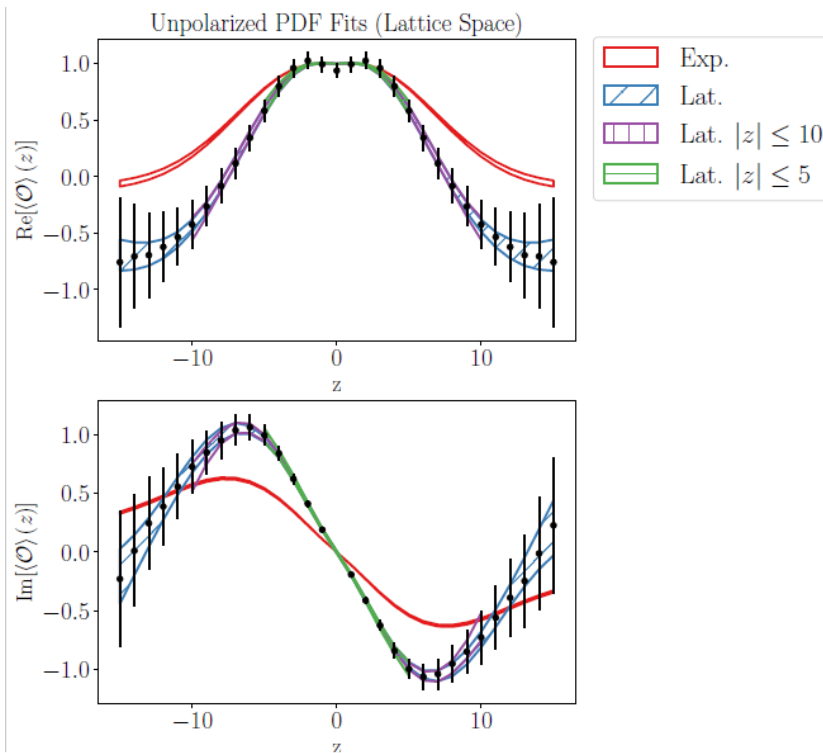 Unpolarized PDF Fits (Lattice Space)
1.0
0.5
0.0
−0.5
−1.0
Re[⟨𝒪⟩(z)]
−10
0
10
z
Exp.
Lat.
Lat. |z| ≤ 10
Lat. |z| ≤ 5
1.0
0.5
0.0
−0.5
−1.0
Im[⟨𝒪⟩(z)]
−10
0
10
z